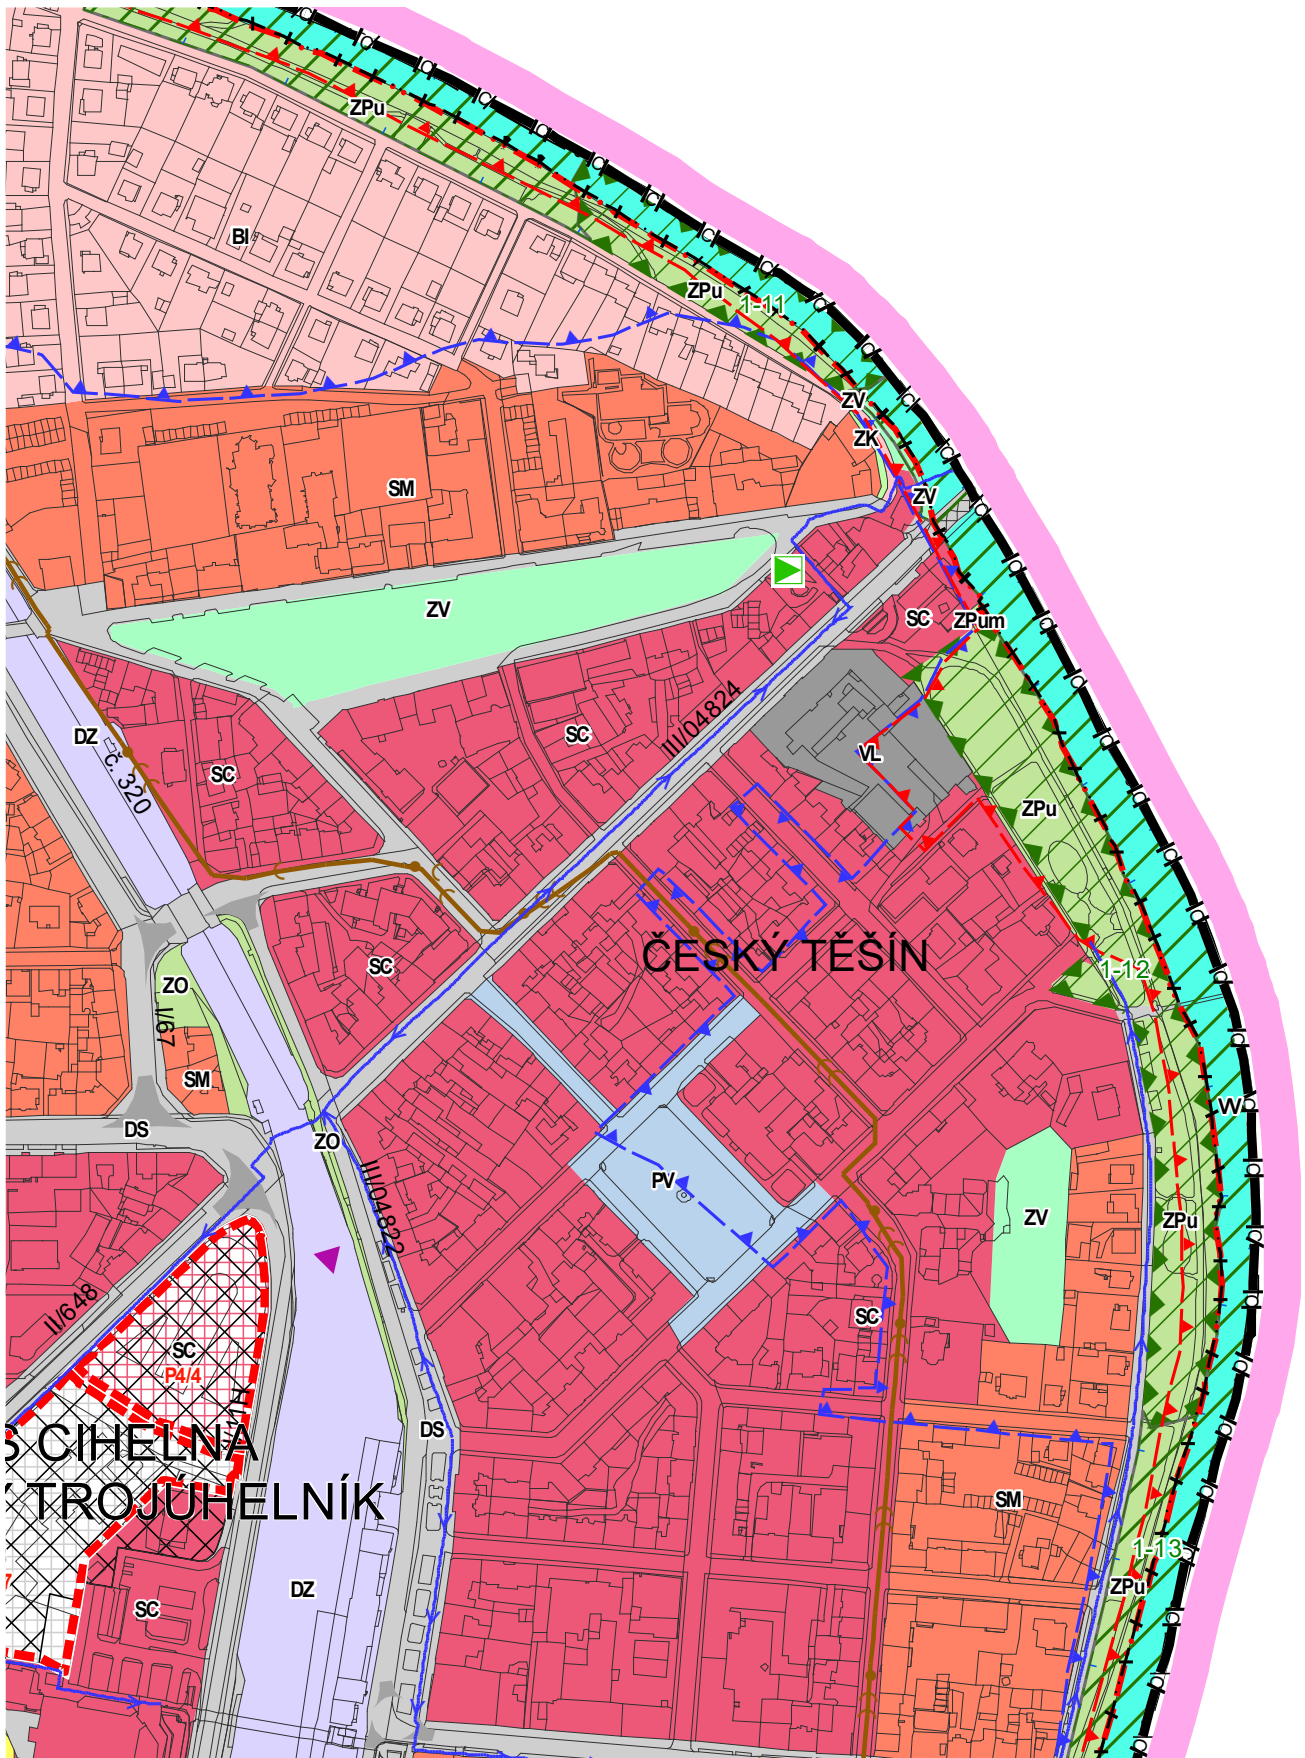 ZPu
BI
ZPu
1-11
ZV
ZK
SM
ZV
ZV
SC
ZPum
DZ
č. 320
SC
SC
III/04824
VL
ZPu
SC
ČESKÝ TĚŠÍN
1-12
ZO
I/67
SM
DS
ZO
III/04822
PV
W
ZV
ZPu
II/648
SC
P4/4
SC
DS
S CIHELNA
TROJÚHELNÍK
SM
1-13
ZPu
DZ
SC